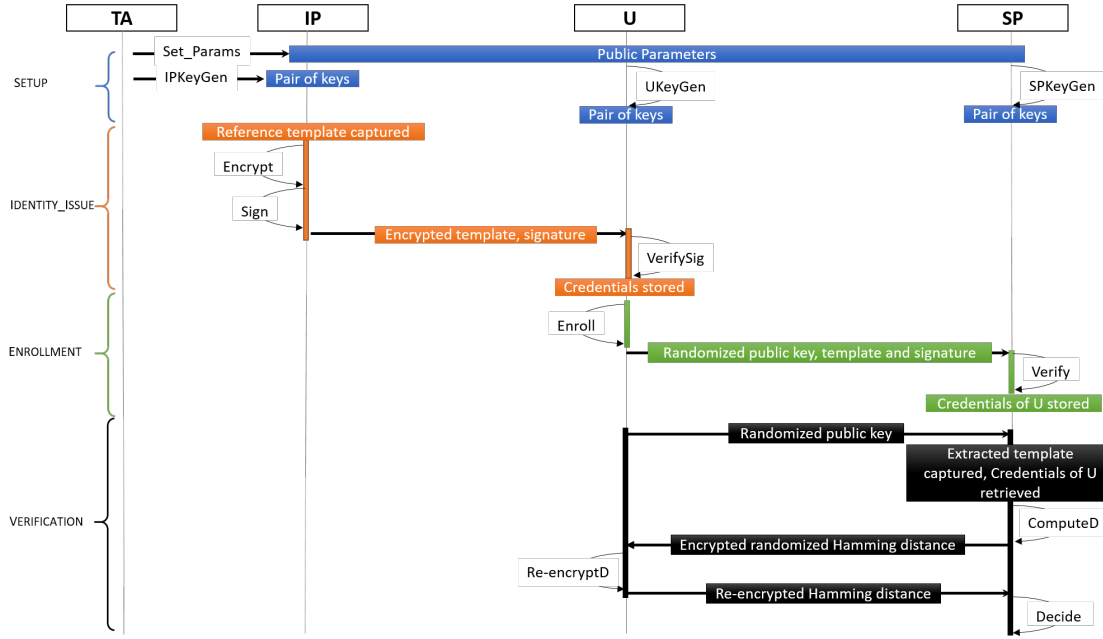 TA
IP
U
SP
Set_Params
Public Parameters
SETUP
IPKeyGen
Pair of keys
UKeyGen
SPKeyGen
Pair of keys
Pair of keys
Reference template captured
Encrypt
IDENTITY_ISSUE
Sign
Encrypted template, signature
VerifySig
Credentials stored
Enroll
ENROLLMENT
Randomized public key, template and signature
Verify
Credentials of U stored
Randomized public key
Extracted template
captured, Credentials of U
retrieved
VERIFICATION
ComputeD
Encrypted randomized Hamming distance
Re-encryptD
Re-encrypted Hamming distance
Decide